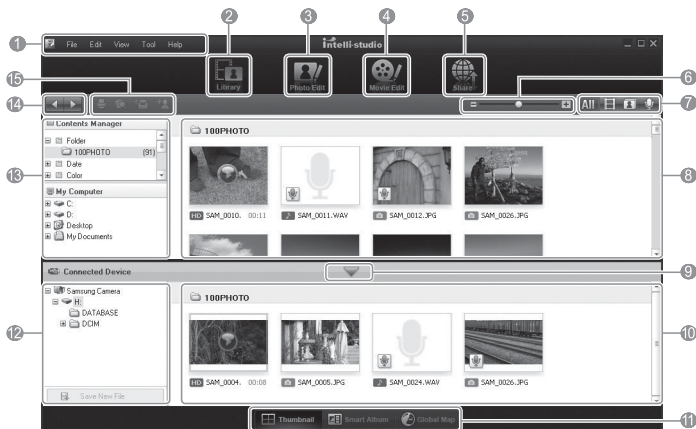 2 3 4 5
1 File Edit View Tool Help intelli-studio
Library Photo Edit Movie Edit Share
15 6
14 All 7
Contents Manager 100PHOTO
Folder
100PHOTO (31)
Date
13 Color 8
My Computer
C: HD SAM_0010. 00:11 SAM_0011.WAV SAM_0012.JPG SAM_0026.JPG
D:
Desktop
My Documents
Connected Device 9
Samsung Camera 100PHOTO
H:
DATABASE
12 DCIM 10
HD SAM_0004. 00:08 SAM_0005.JPG SAM_0024.WAV SAM_0026.JPG
Save New File
Thumbnail Smart Album Global Map 11